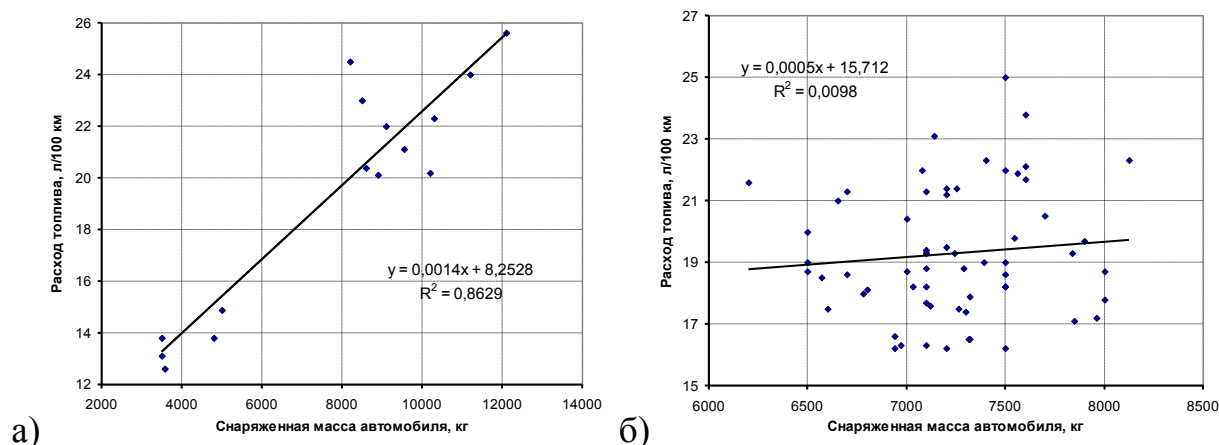 26
24
22
20
18
16
14
12
2000 4000 6000 8000 10000 12000 14000
Расход топлива, л/100 км
y = 0,0014x + 8,2528
R² = 0,8629
Снаряженная масса автомобиля, кг
а)
27
25
23
21
19
17
15
6000 6500 7000 7500 8000 8500
Расход топива, л/100 км
y = 0,0005x + 15,712
R² = 0,0098
Снаряженная масса автомобиля, кг
б)